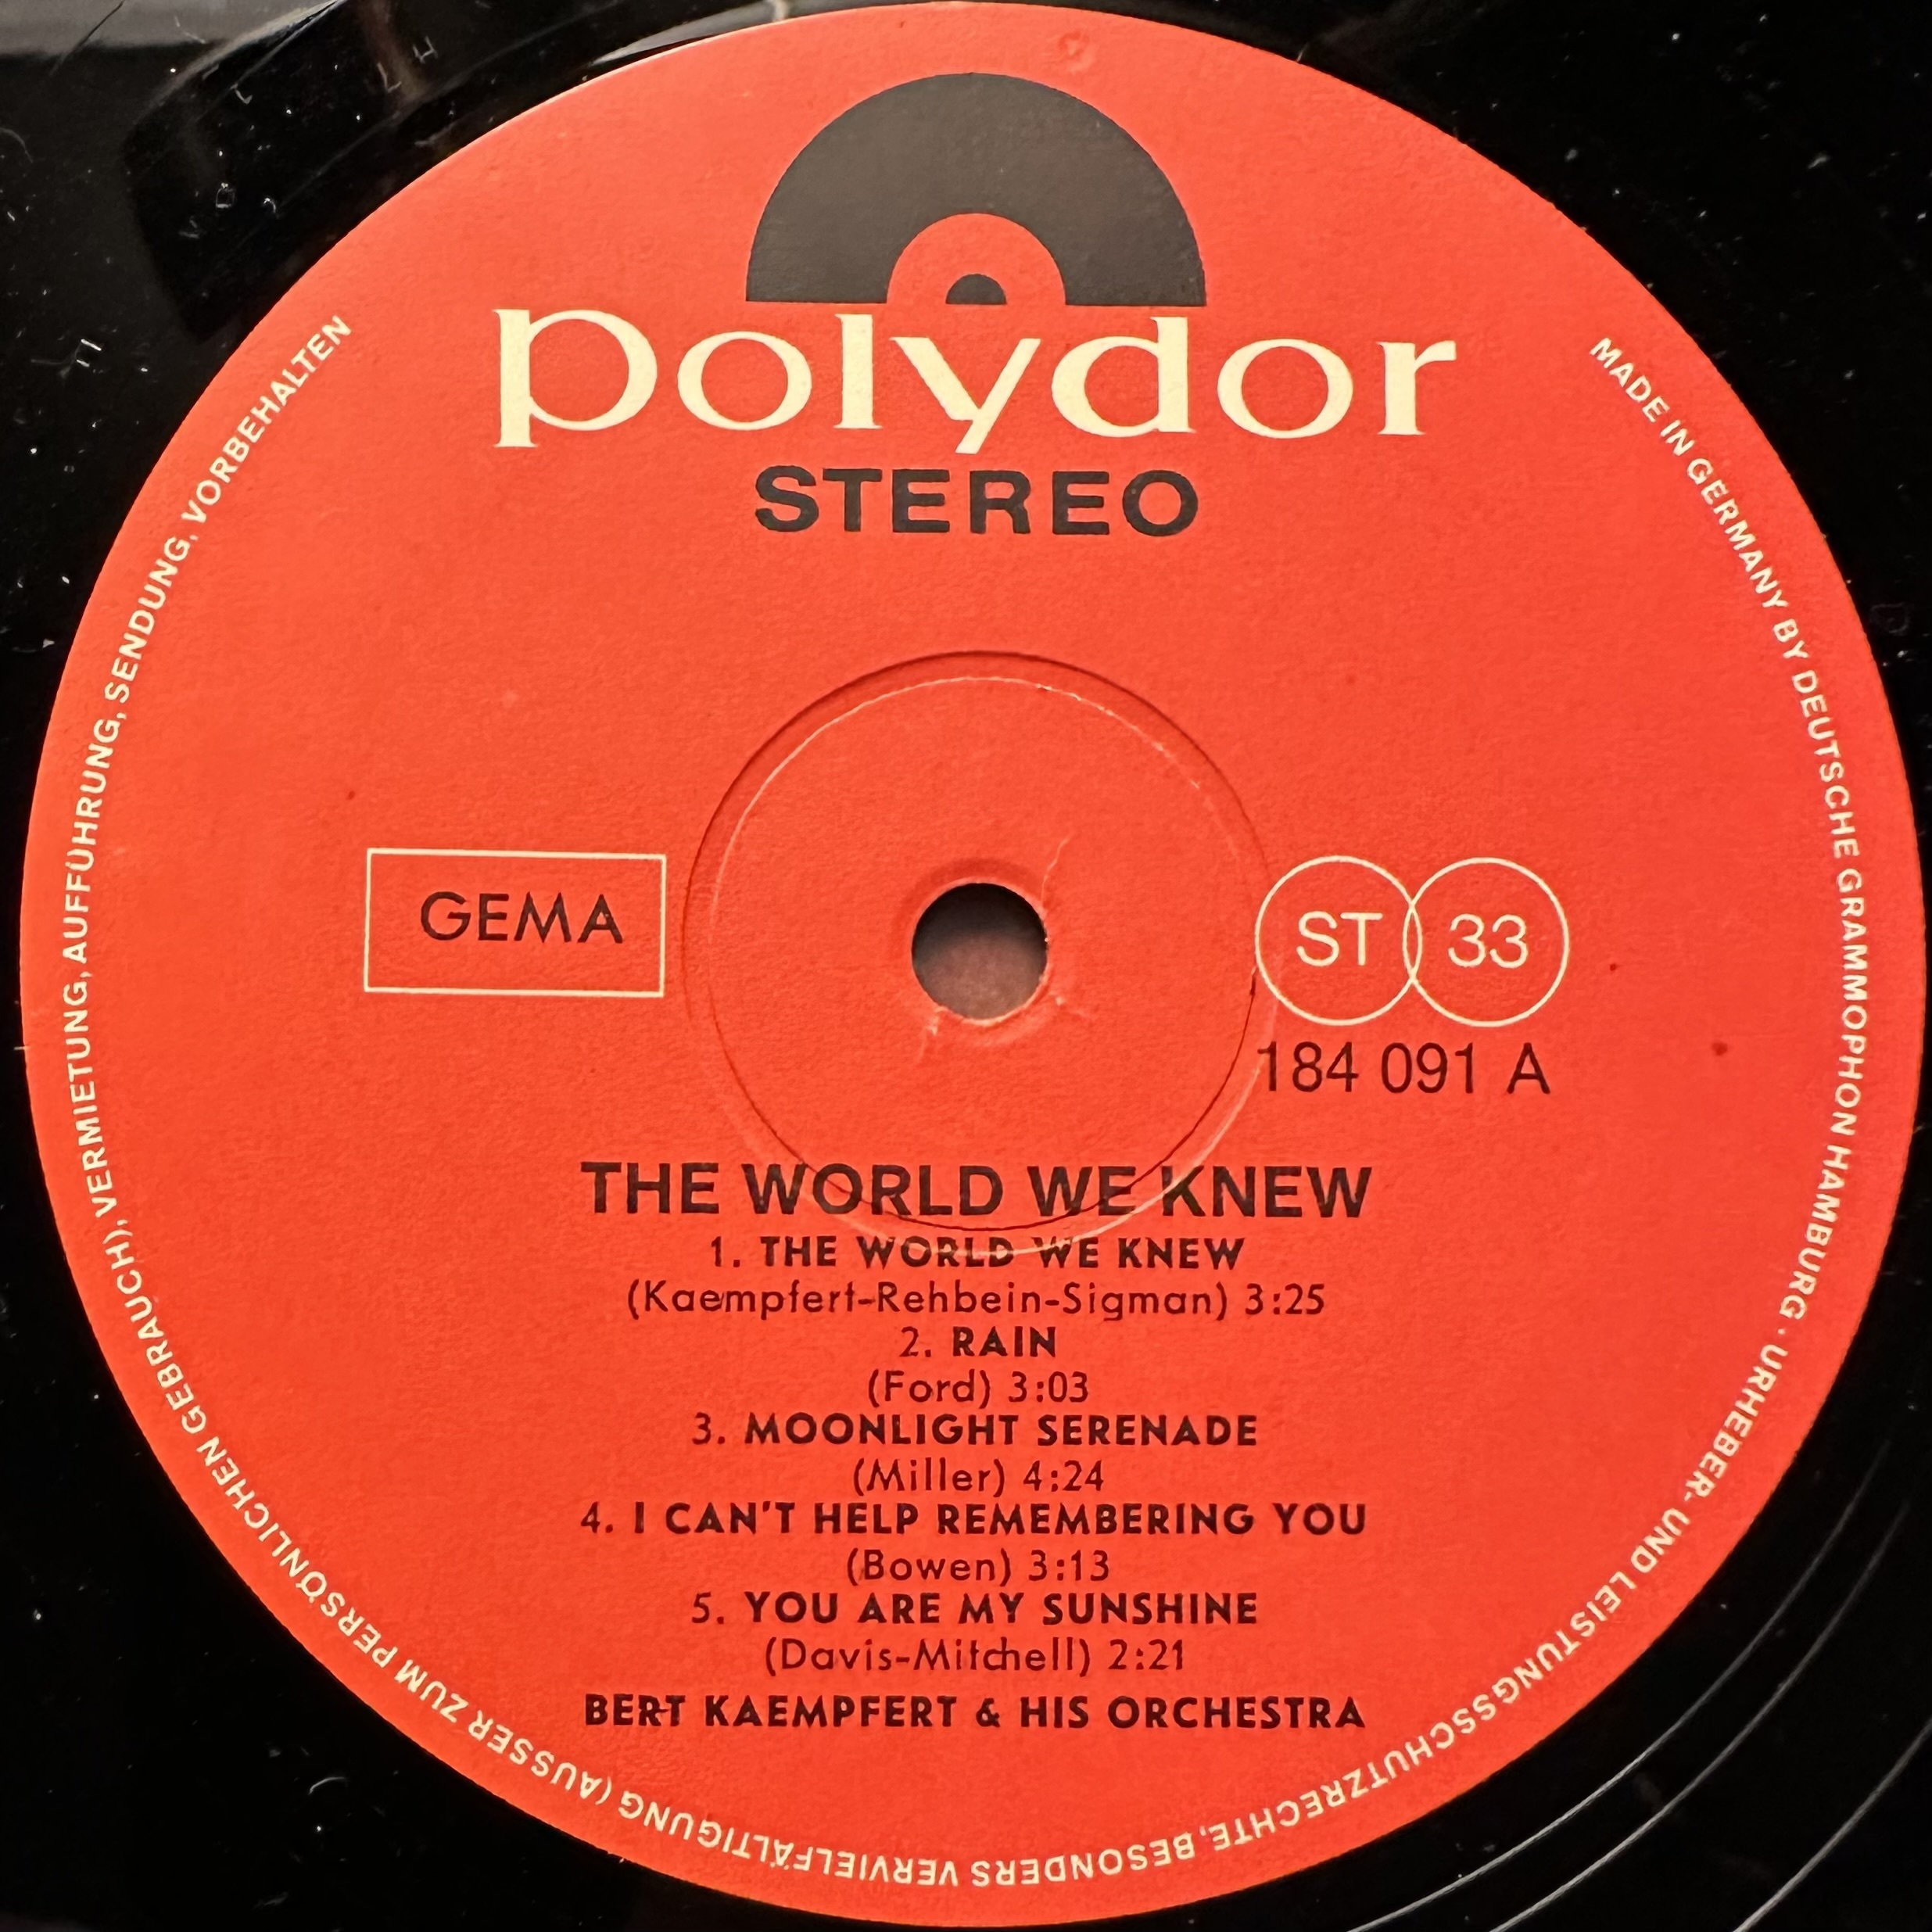 polydor
STEREO
GEMA
ST 33
184 091 A
THE WORLD WE KNEW
1. THE WORLD WE KNEW
(Kaempfert-Rehbein-Sigman) 3:25
2. RAIN
(Ford) 3:03
3. MOONLIGHT SERENADE
(Miller) 4:24
4. I CAN'T HELP REMEMBERING YOU
(Bowen) 3:13
5. YOU ARE MY SUNSHINE
(Davis-Mitchell) 2:21
BERT KAEMPFERT & HIS ORCHESTRA
MADE IN GERMANY BY DEUTSCHE GRAMMOPHON HAMBURG · URHEBER- UND LEISTUNGSSCHUTZRECHTE, BESONDERS VERVIELFÄLTIGUNG (AUSSER ZUM PERSÖNLICHEN GEBRAUCH), VERMIETUNG, AUFFÜHRUNG, SENDUNG, VORBEHALTEN